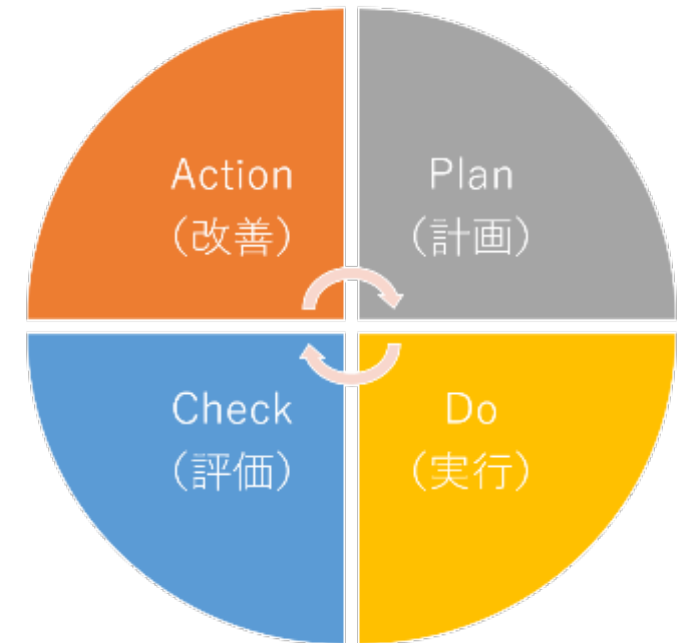 Action
（改善）
Plan
（計画）
Check
（評価）
Do
（実行）